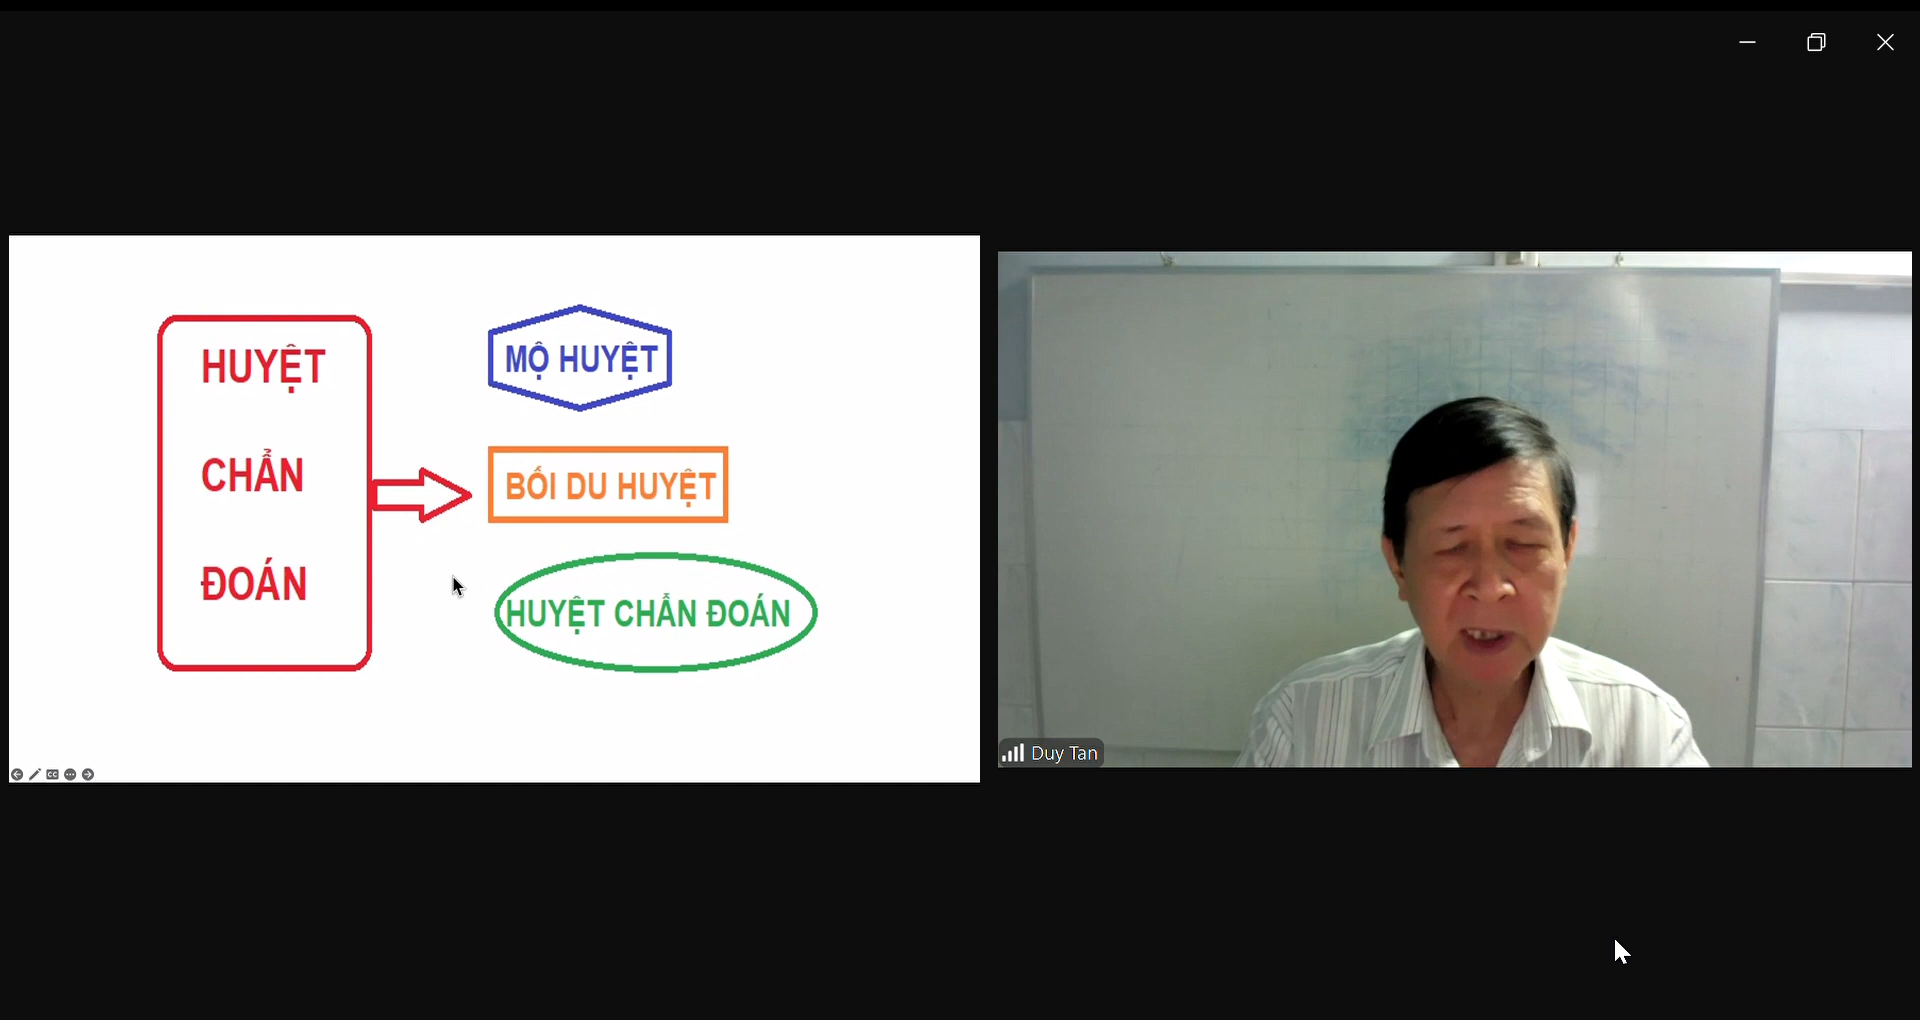 HUYỆT
CHẨN
ĐOÁN
MỘ HUYỆT
BỐI DU HUYỆT
HUYỆT CHẨN ĐOÁN
Duy Tan